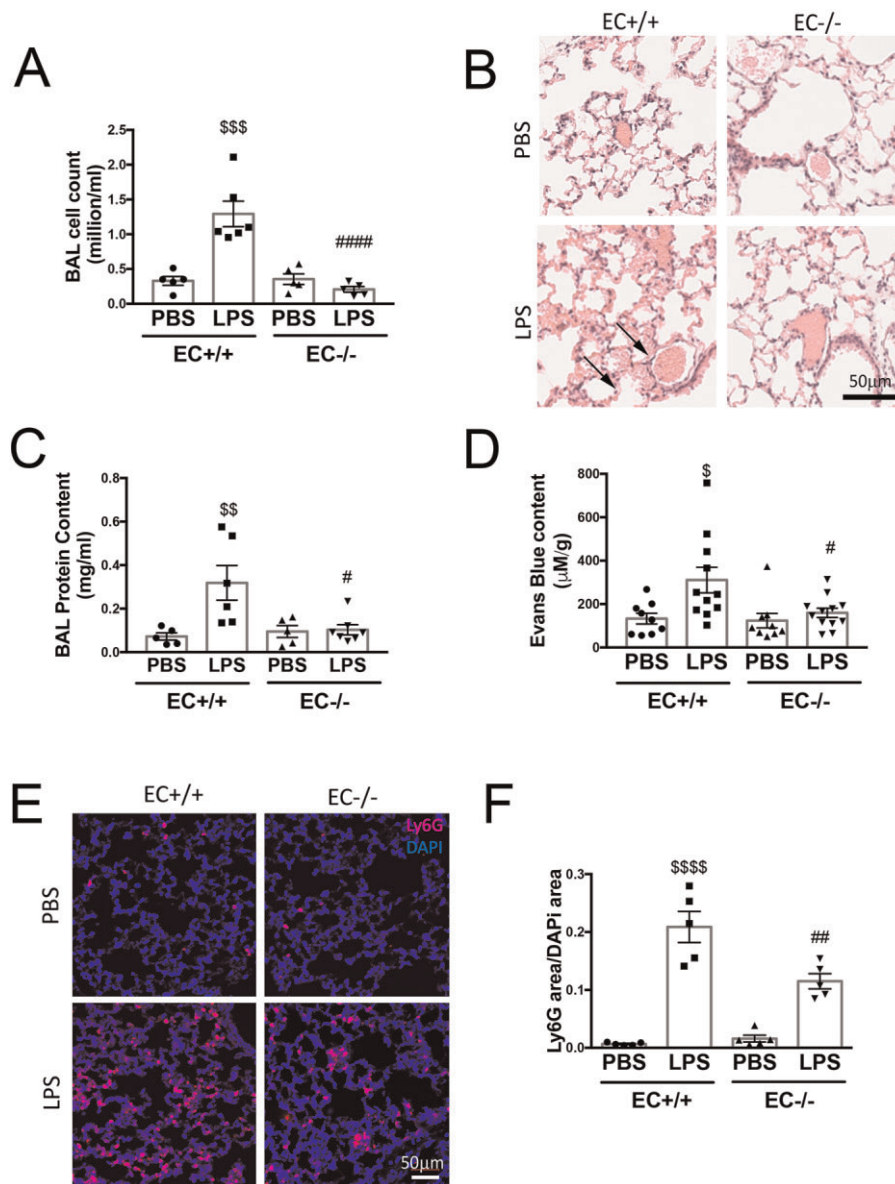 A
BAL cell count
(million/ml)
2.5
2.0
1.5
1.0
0.5
0.0
$$$
####
PBS LPS PBS LPS
EC+/+ EC-/-
B
EC+/+ EC-/-
PBS
LPS
50μm
C
BAL Protein Content
(mg/ml)
0.8
0.6
0.4
0.2
0.0
$$
#
PBS LPS PBS LPS
EC+/+ EC-/-
D
Evans Blue content
(μM/g)
800
600
400
200
0
$
#
PBS LPS PBS LPS
EC+/+ EC-/-
E
EC+/+ EC-/-
Ly6G
DAPI
PBS
LPS
50μm
F
Ly6G area/DAPi area
0.3
0.2
0.1
0.0
$$$$
##
PBS LPS PBS LPS
EC+/+ EC-/-